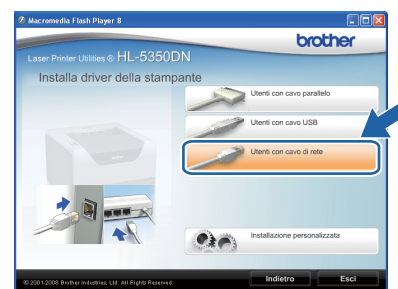 Macromedia Flash Player 8
brother
Laser Printer Utilities © HL-5350DN
Installa driver della stampante
Utenti con cavo parallelo
Utenti con cavo USB
Utenti con cavo di rete
Installazione personalizzata
© 2001-2008 Brother Industries, Ltd. All Rights Reserved.
Indietro
Esci